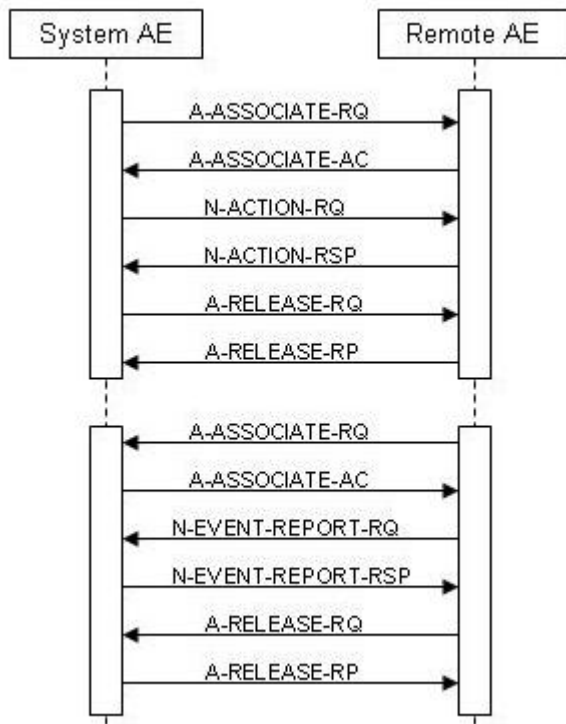 System AE
Remote AE
A-ASSOCIATE-RQ
A-ASSOCIATE-AC
N-ACTION-RQ
N-ACTION-RSP
A-RELEASE-RQ
A-RELEASE-RP
A-ASSOCIATE-RQ
A-ASSOCIATE-AC
N-EVENT-REPORT-RQ
N-EVENT-REPORT-RSP
A-RELEASE-RQ
A-RELEASE-RP